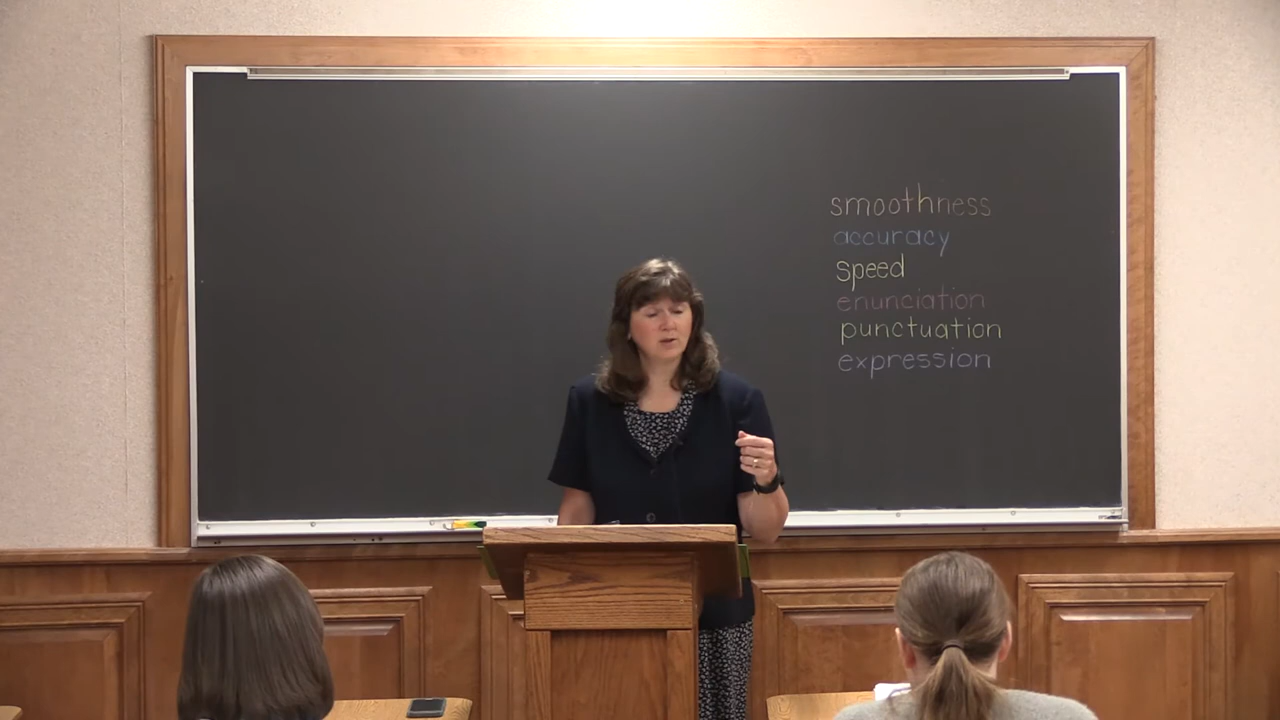 smoothness
accuracy
speed
enunciation
punctuation
expression